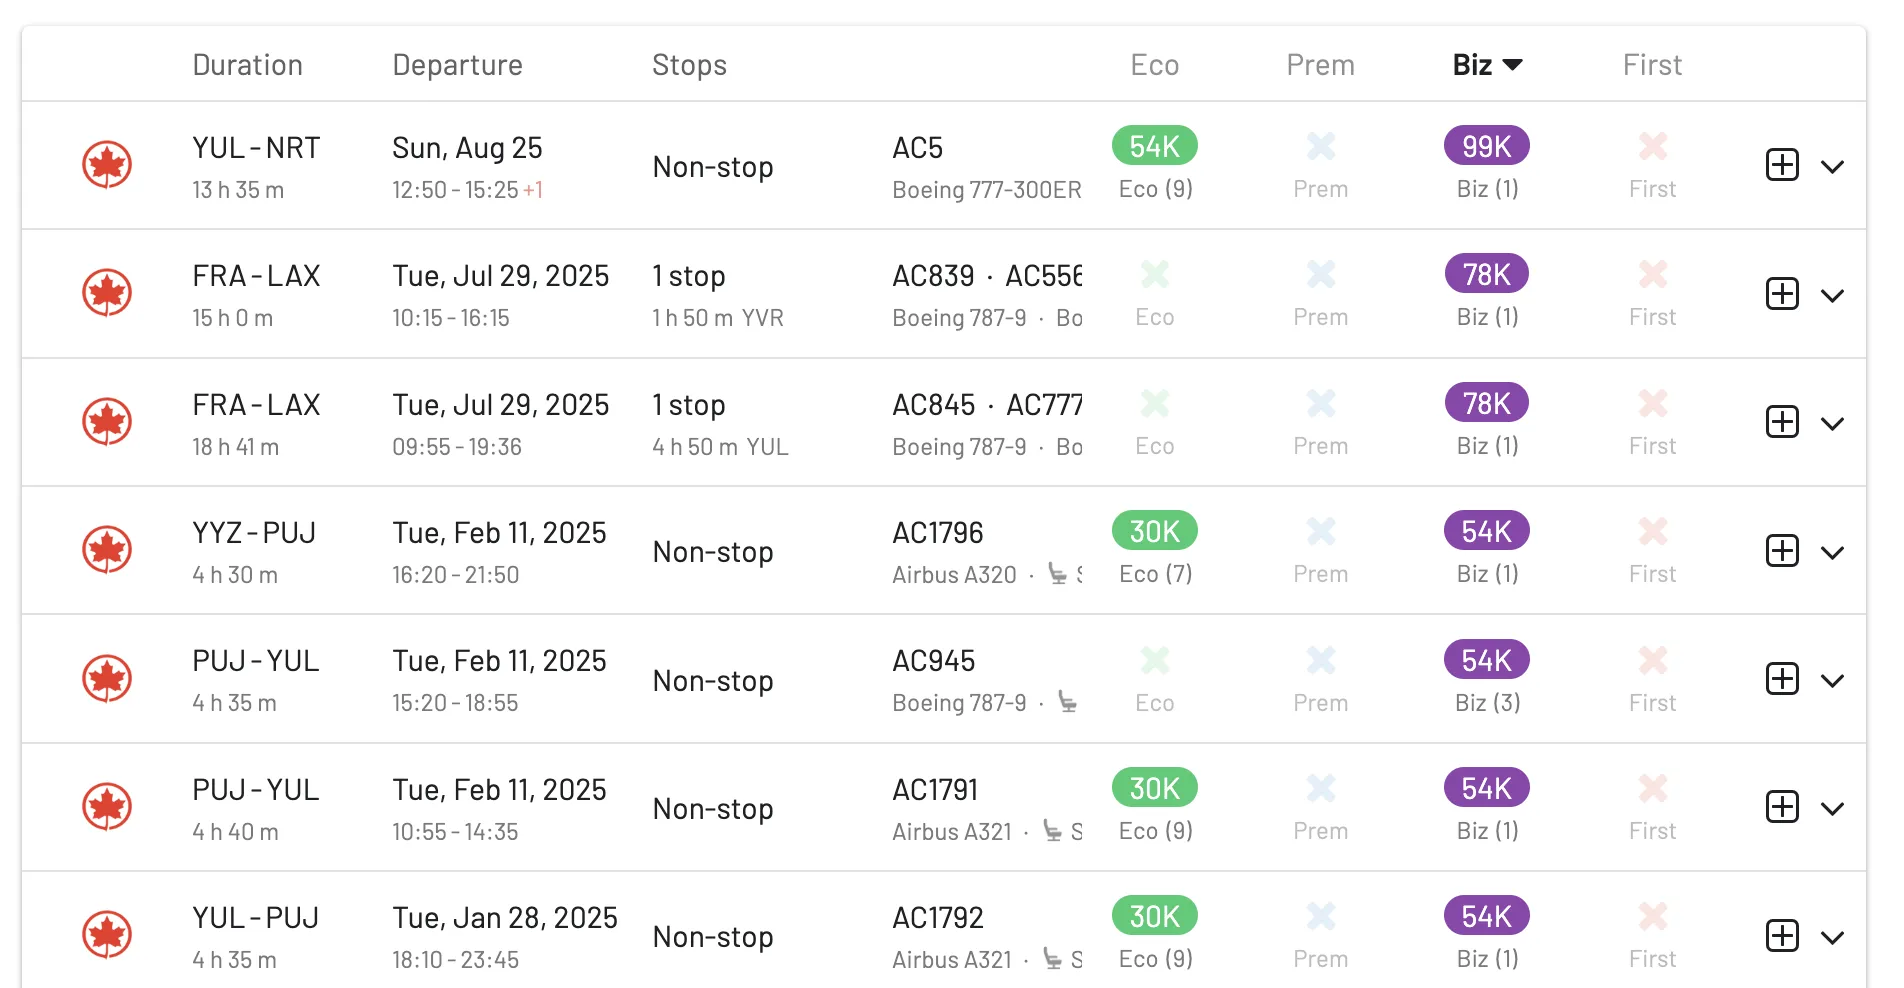 Duration Departure Stops Eco Prem Biz First
YUL - NRT Sun, Aug 25 Non-stop AC5 54K 99K
13 h 35 m 12:50 - 15:25 +1 Boeing 777-300ER Eco (9) Prem Biz (1) First
FRA - LAX Tue, Jul 29, 2025 1 stop AC839 · AC556 78K
15 h 0 m 10:15 - 16:15 1 h 50 m YVR Boeing 787-9 · Bo Eco Prem Biz (1) First
FRA - LAX Tue, Jul 29, 2025 1 stop AC845 · AC777 78K
18 h 41 m 09:55 - 19:36 4 h 50 m YUL Boeing 787-9 · Bo Eco Prem Biz (1) First
YYZ - PUJ Tue, Feb 11, 2025 Non-stop AC1796 30K 54K
4 h 30 m 16:20 - 21:50 Airbus A320 · S Eco (7) Prem Biz (1) First
PUJ - YUL Tue, Feb 11, 2025 Non-stop AC945 54K
4 h 35 m 15:20 - 18:55 Boeing 787-9 · Eco Prem Biz (3) First
PUJ - YUL Tue, Feb 11, 2025 Non-stop AC1791 30K 54K
4 h 40 m 10:55 - 14:35 Airbus A321 · S Eco (9) Prem Biz (1) First
YUL - PUJ Tue, Jan 28, 2025 Non-stop AC1792 30K 54K
4 h 35 m 18:10 - 23:45 Airbus A321 · S Eco (9) Prem Biz (1) First